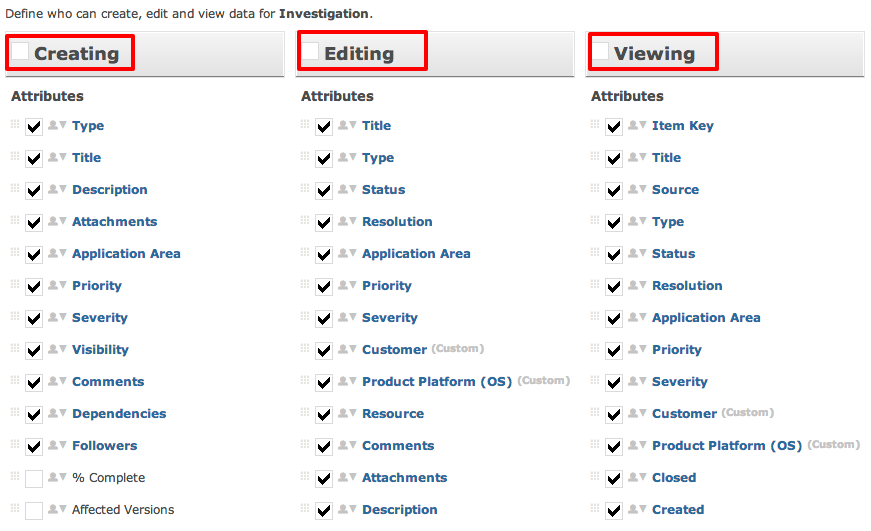 Define who can create, edit and view data for Investigation.
Creating
Attributes
Type
Title
Description
Attachments
Application Area
Priority
Severity
Visibility
Comments
Dependencies
Followers
% Complete
Affected Versions
Editing
Attributes
Title
Type
Status
Resolution
Application Area
Priority
Severity
Customer (Custom)
Product Platform (OS) (Custom)
Resource
Comments
Attachments
Description
Viewing
Attributes
Item Key
Title
Source
Type
Status
Resolution
Application Area
Priority
Severity
Customer (Custom)
Product Platform (OS) (Custom)
Closed
Created